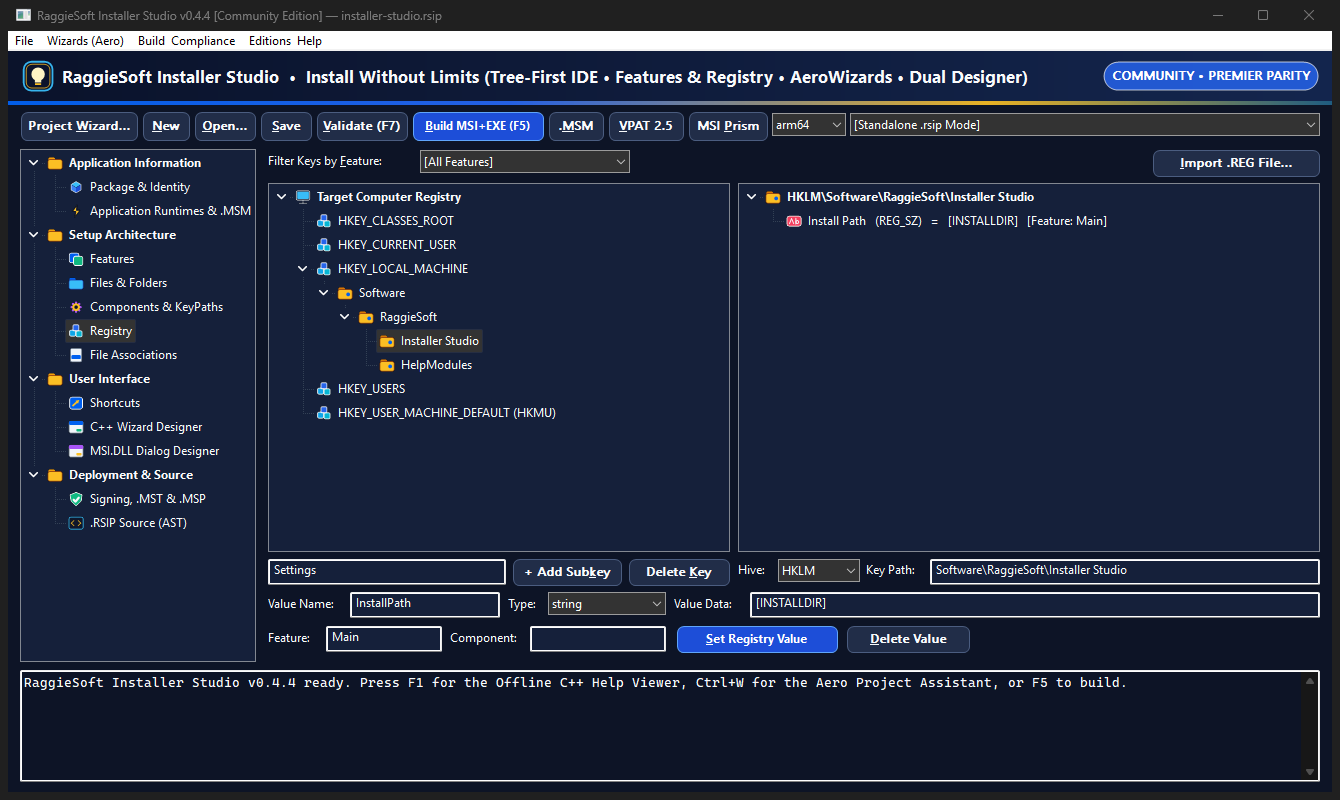 RaggieSoft Installer Studio v0.4.4 [Community Edition] — installer-studio.rsip
File Wizards (Aero) Build Compliance Editions Help
RaggieSoft Installer Studio • Install Without Limits (Tree-First IDE • Features & Registry • AeroWizards • Dual Designer)
COMMUNITY • PREMIER PARITY
Project Wizard... New Open... Save Validate (F7) Build MSI+EXE (F5) .MSM VPAT 2.5 MSI Prism arm64 [Standalone .rsip Mode]
Application Information
Package & Identity
Application Runtimes & .MSM
Setup Architecture
Features
Files & Folders
Components & KeyPaths
Registry
File Associations
User Interface
Shortcuts
C++ Wizard Designer
MSI.DLL Dialog Designer
Deployment & Source
Signing, .MST & .MSP
.RSIP Source (AST)
Filter Keys by Feature: [All Features] Import .REG File...
Target Computer Registry
HKEY_CLASSES_ROOT
HKEY_CURRENT_USER
HKEY_LOCAL_MACHINE
Software
RaggieSoft
Installer Studio
HelpModules
HKEY_USERS
HKEY_USER_MACHINE_DEFAULT (HKMU)
HKLM\Software\RaggieSoft\Installer Studio
Ab Install Path (REG_SZ) = [INSTALLDIR] [Feature: Main]
Settings + Add Subkey Delete Key Hive: HKLM Key Path: Software\RaggieSoft\Installer Studio
Value Name: InstallPath Type: string Value Data: [INSTALLDIR]
Feature: Main Component: Set Registry Value Delete Value
RaggieSoft Installer Studio v0.4.4 ready. Press F1 for the Offline C++ Help Viewer, Ctrl+W for the Aero Project Assistant, or F5 to build.